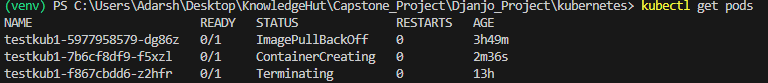 (venv) PS C:\Users\Adarsh\Desktop\KnowledgeHut\Capstone_Project\Djanjo_Project\kubernetes> kubectl get pods
NAME READY STATUS RESTARTS AGE
testkub1-5977958579-dg86z 0/1 ImagePullBackOff 0 3h49m
testkub1-7b6cf8df9-f5xzl 0/1 ContainerCreating 0 2m36s
testkub1-f867cbdd6-z2hfr 0/1 Terminating 0 13h